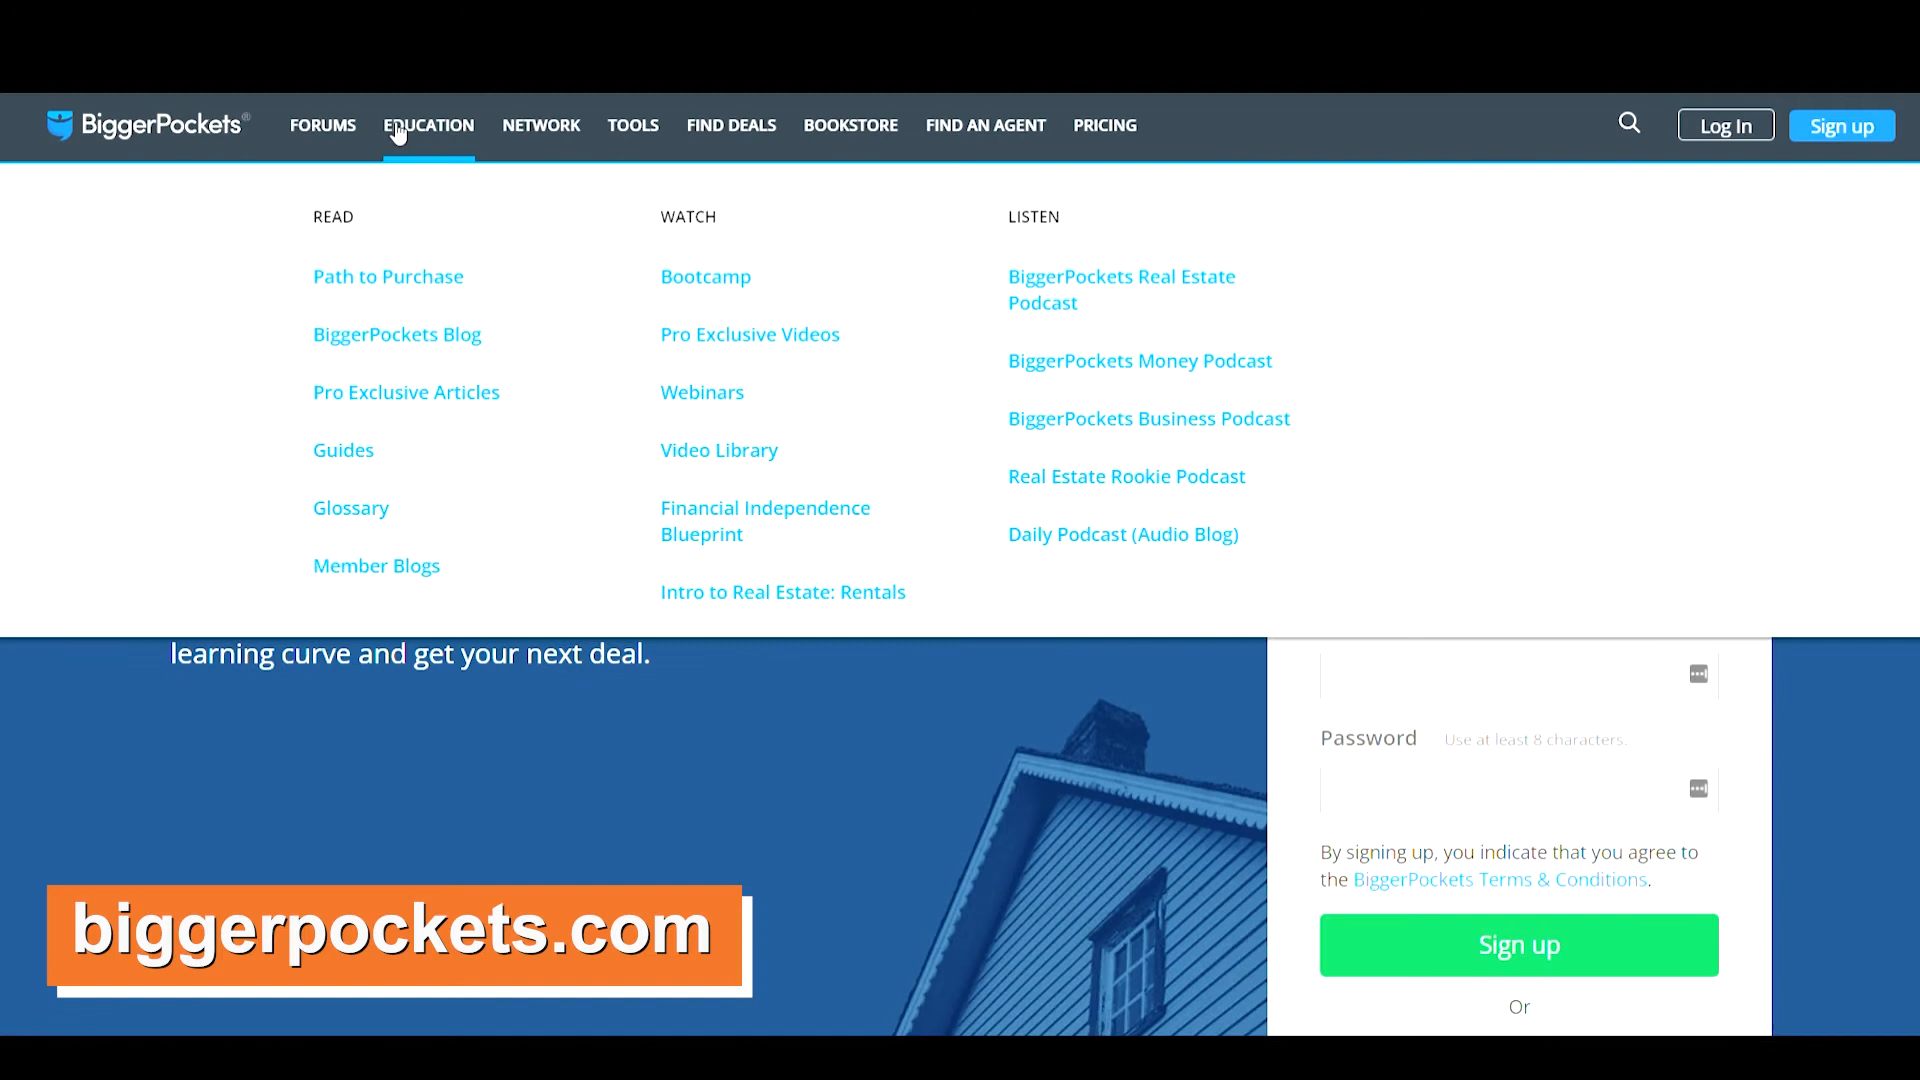 BiggerPockets®
FORUMS
EDUCATION
NETWORK
TOOLS
FIND DEALS
BOOKSTORE
FIND AN AGENT
PRICING
Log In
Sign up
READ
Path to Purchase
BiggerPockets Blog
Pro Exclusive Articles
Guides
Glossary
Member Blogs
WATCH
Bootcamp
Pro Exclusive Videos
Webinars
Video Library
Financial Independence
Blueprint
Intro to Real Estate: Rentals
LISTEN
BiggerPockets Real Estate
Podcast
BiggerPockets Money Podcast
BiggerPockets Business Podcast
Real Estate Rookie Podcast
Daily Podcast (Audio Blog)
learning curve and get your next deal.
Password Use at least 8 characters.
By signing up, you indicate that you agree to
the BiggerPockets Terms & Conditions.
Sign up
Or
biggerpockets.com